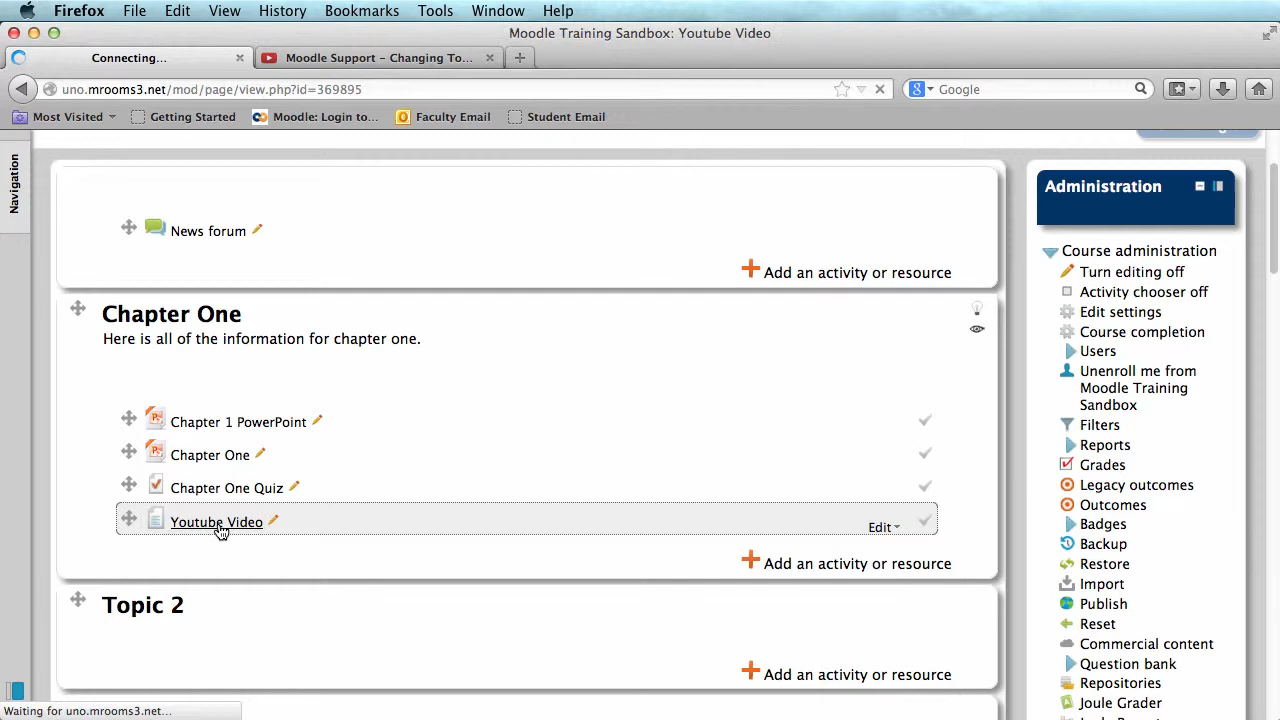 Firefox File Edit View History Bookmarks Tools Window Help
Moodle Training Sandbox: Youtube Video
Connecting... Moodle Support – Changing To...
uno.mrooms3.net/mod/page/view.php?id=369895 Google
Most Visited Getting Started Moodle: Login to... Faculty Email Student Email
Navigation
News forum
Add an activity or resource
Chapter One
Here is all of the information for chapter one.
Chapter 1 PowerPoint
Chapter One
Chapter One Quiz
Youtube Video Edit
Add an activity or resource
Topic 2
Add an activity or resource
Administration
Course administration
Turn editing off
Activity chooser off
Edit settings
Course completion
Users
Unenroll me from
Moodle Training
Sandbox
Filters
Reports
Grades
Legacy outcomes
Outcomes
Badges
Backup
Restore
Import
Publish
Reset
Commercial content
Question bank
Repositories
Joule Grader
Waiting for uno.mrooms3.net...